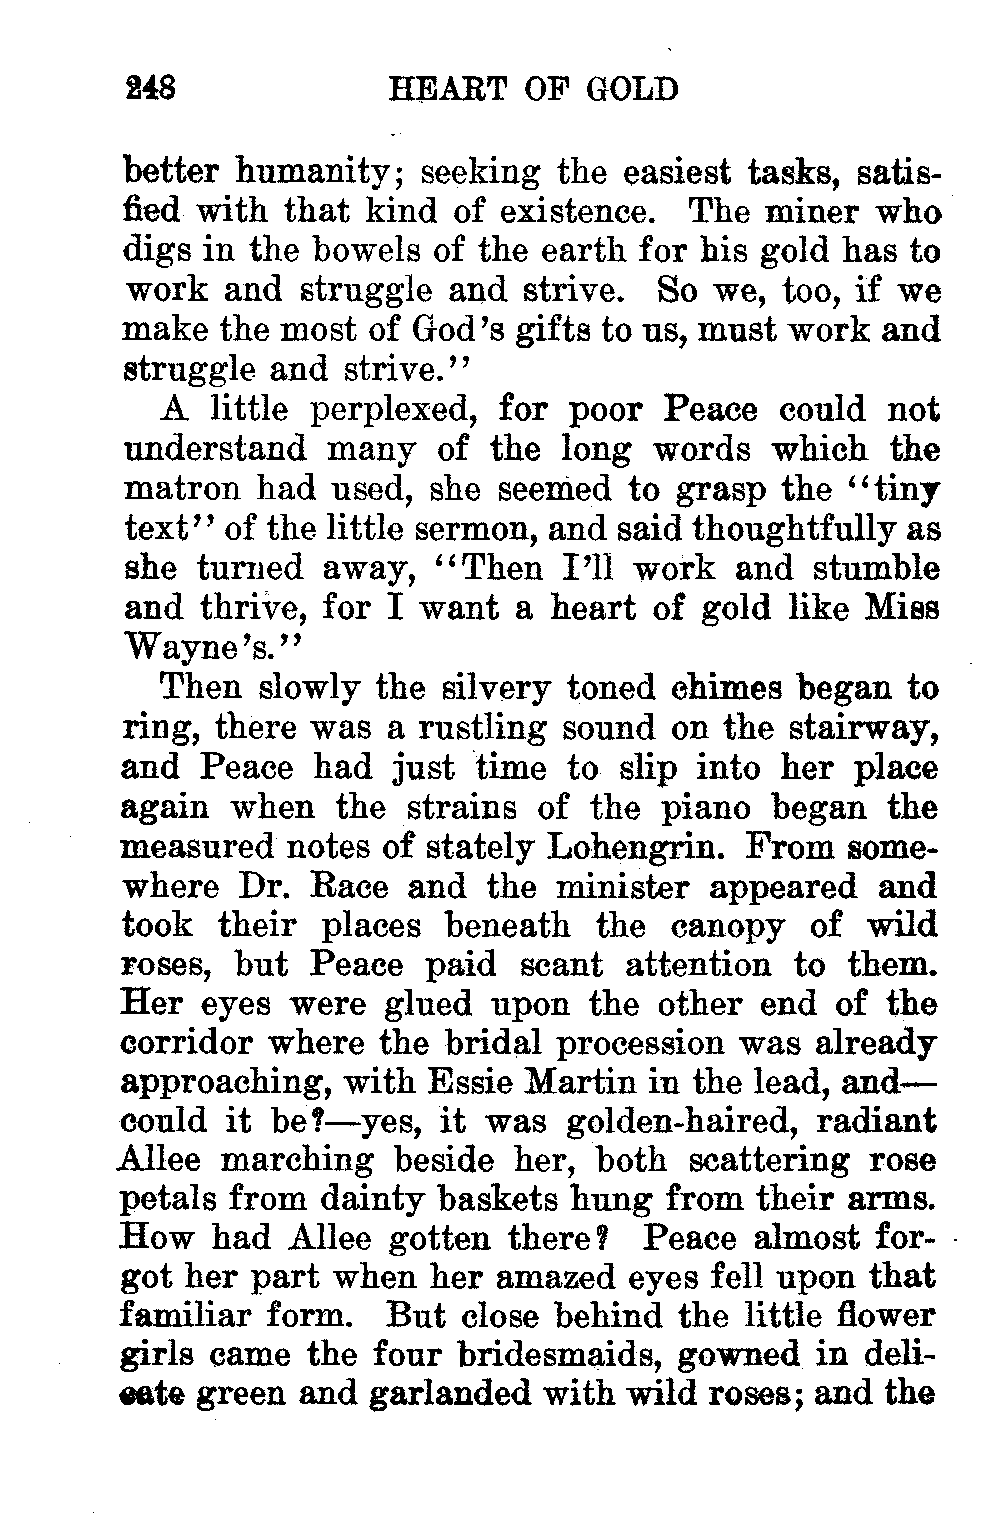 248 HEART OF GOLD
better humanity; seeking the easiest tasks, satis-
fied with that kind of existence. The miner who
digs in the bowels of the earth for his gold has to
work and struggle and strive. So we, too, if we
make the most of God's gifts to us, must work and
struggle and strive.''
A little perplexed, for poor Peace could not
understand many of the long words which the
matron had used, she seemed to grasp the ''tiny
text'' of the little sermon, and said thoughtfully as
she turned away, ''Then I'll work and stumble
and thrive, for I want a heart of gold like Miss
Wayne's.''
Then slowly the silvery toned chimes began to
ring, there was a rustling sound on the stairway,
and Peace had just time to slip into her place
again when the strains of the piano began the
measured notes of stately Lohengrin. From some-
where Dr. Race and the minister appeared and
took their places beneath the canopy of wild
roses, but Peace paid scant attention to them.
Her eyes were glued upon the other end of the
corridor where the bridal procession was already
approaching, with Essie Martin in the lead, and—
could it be?—yes, it was golden-haired, radiant
Allee marching beside her, both scattering rose
petals from dainty baskets hung from their arms.
How had Allee gotten there? Peace almost for-
got her part when her amazed eyes fell upon that
familiar form. But close behind the little flower
girls came the four bridesmaids, gowned in deli-
cate green and garlanded with wild roses; and the